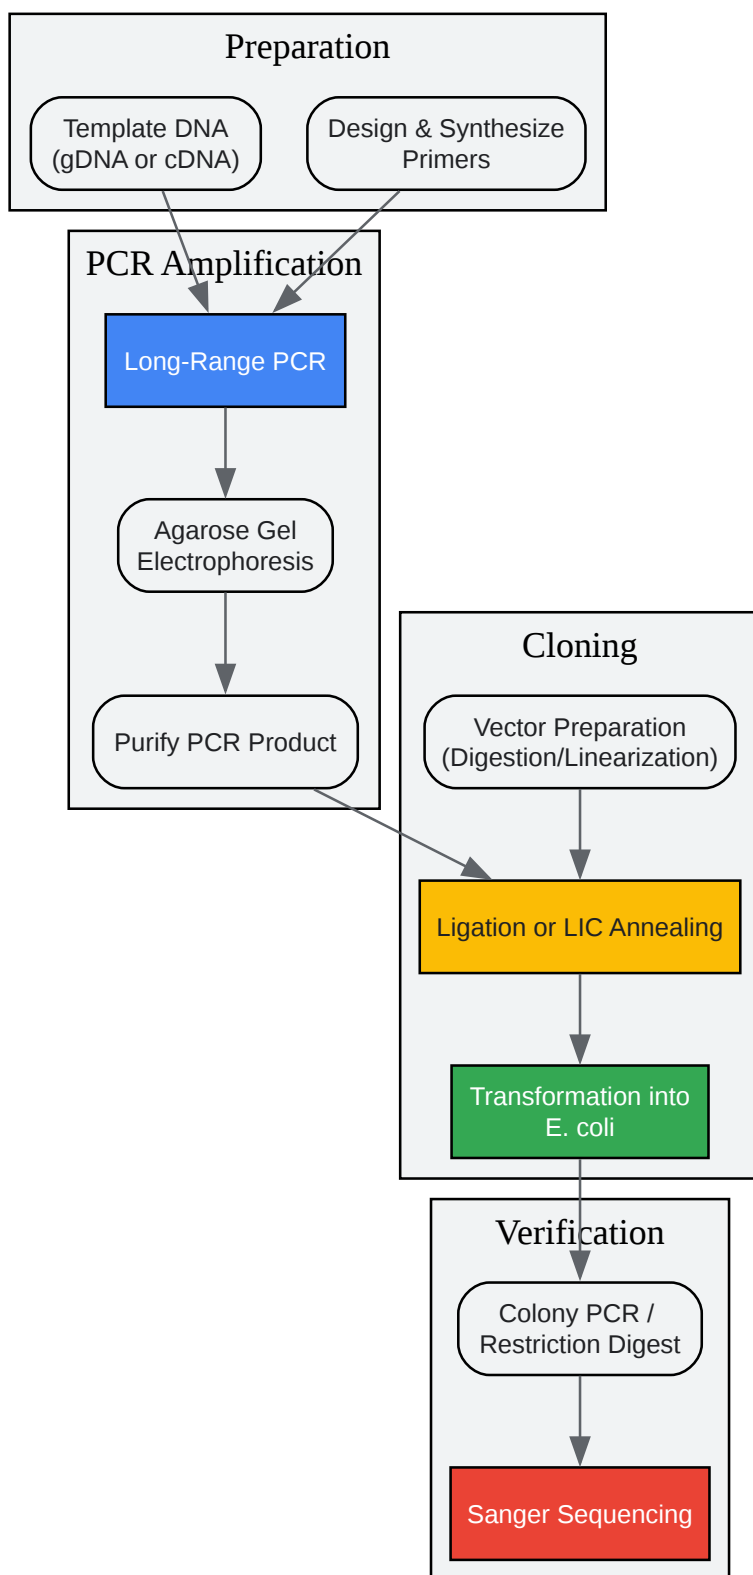 Preparation
Template DNA
(gDNA or cDNA)
Design & Synthesize
Primers
PCR Amplification
Long-Range PCR
Agarose Gel
Electrophoresis
Purify PCR Product
Cloning
Vector Preparation
(Digestion/Linearization)
Ligation or LIC Annealing
Transformation into
E. coli
Verification
Colony PCR /
Restriction Digest
Sanger Sequencing